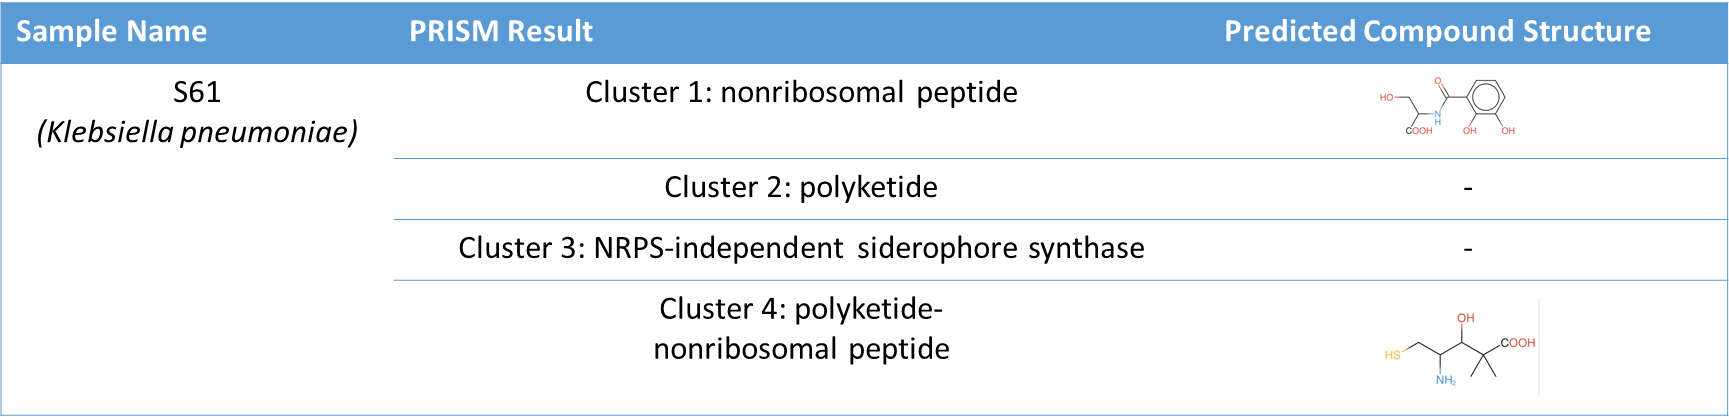 Sample Name PRISM Result Predicted Compound Structure
S61 Cluster 1: nonribosomal peptide
(Klebsiella pneumoniae)
O
HO
N
H
COOH OH OH
Cluster 2: polyketide -
Cluster 3: NRPS-independent siderophore synthase -
Cluster 4: polyketide-
nonribosomal peptide
OH
HS COOH
NH₂